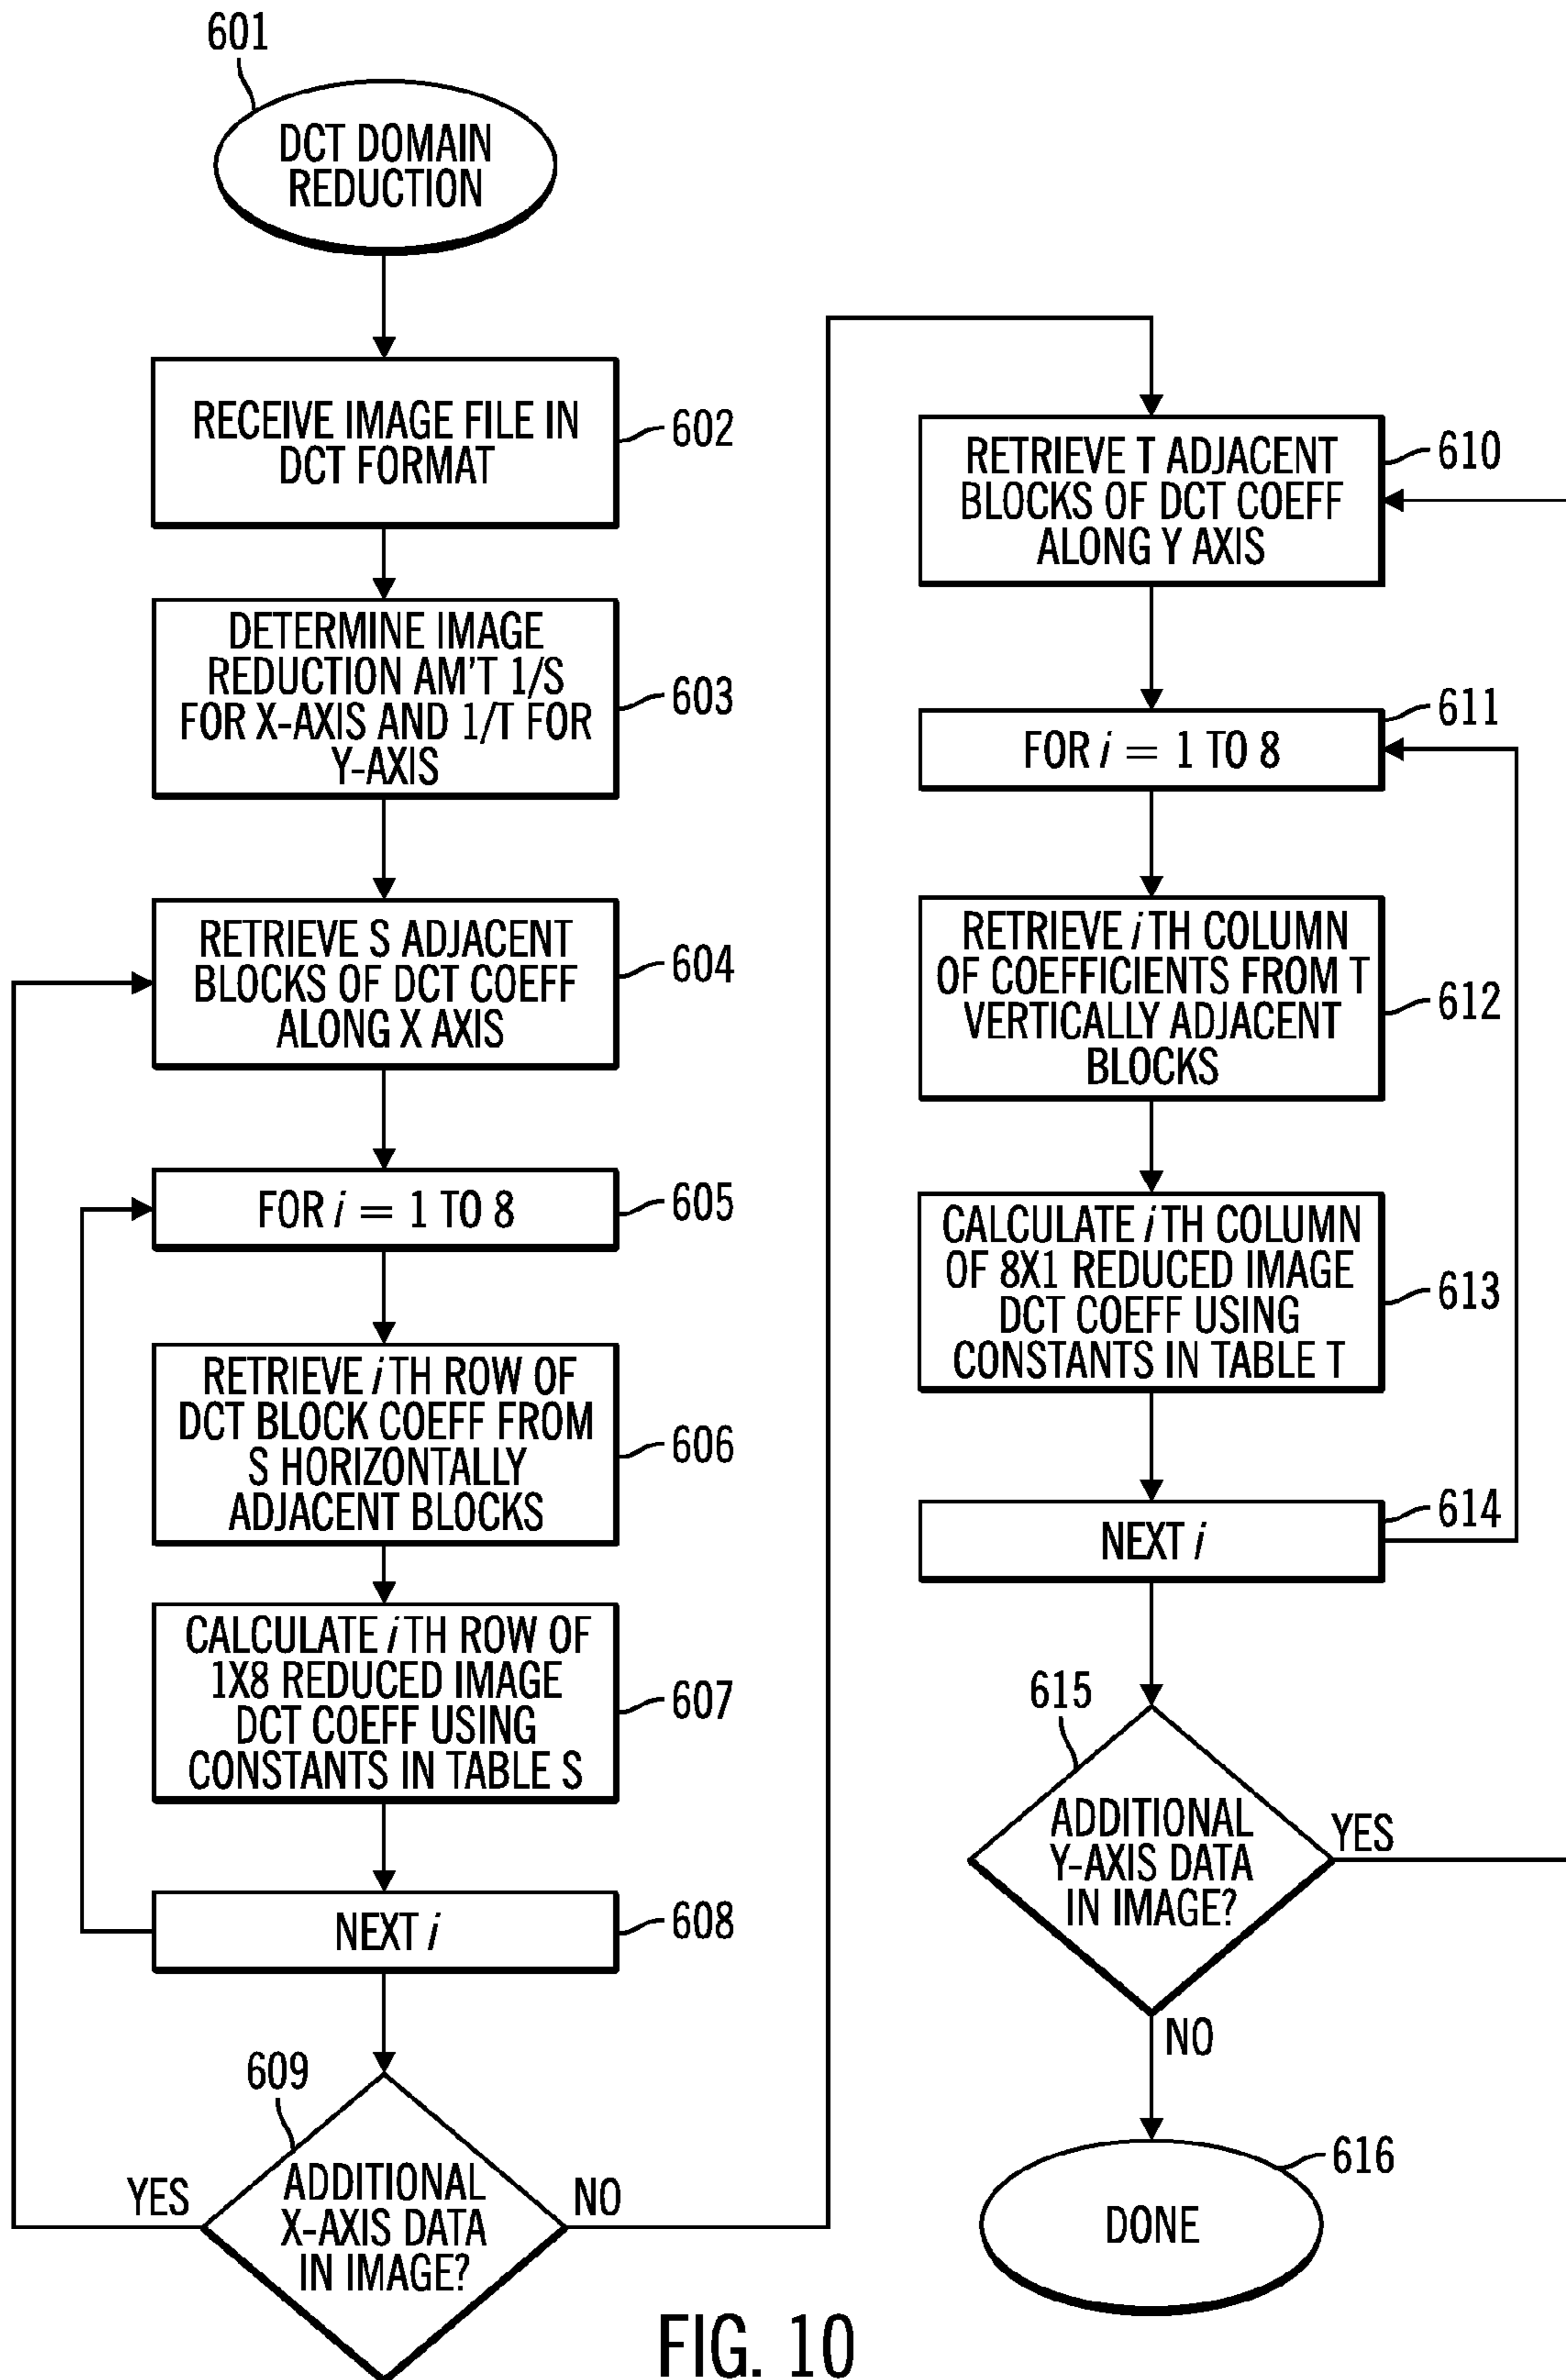 601
DCT DOMAIN
REDUCTION
RECEIVE IMAGE FILE IN
DCT FORMAT
602
DETERMINE IMAGE
REDUCTION AM'T 1/S
FOR X-AXIS AND 1/T FOR
Y-AXIS
603
RETRIEVE S ADJACENT
BLOCKS OF DCT COEFF
ALONG X AXIS
604
FOR i = 1 TO 8
605
RETRIEVE i TH ROW OF
DCT BLOCK COEFF FROM
S HORIZONTALLY
ADJACENT BLOCKS
606
CALCULATE i TH ROW OF
1X8 REDUCED IMAGE
DCT COEFF USING
CONSTANTS IN TABLE S
607
NEXT i
608
609
ADDITIONAL
X-AXIS DATA
IN IMAGE?
YES
NO
RETRIEVE T ADJACENT
BLOCKS OF DCT COEFF
ALONG Y AXIS
610
FOR i = 1 TO 8
611
RETRIEVE i TH COLUMN
OF COEFFICIENTS FROM T
VERTICALLY ADJACENT
BLOCKS
612
CALCULATE i TH COLUMN
OF 8X1 REDUCED IMAGE
DCT COEFF USING
CONSTANTS IN TABLE T
613
NEXT i
614
615
ADDITIONAL
Y-AXIS DATA
IN IMAGE?
YES
NO
DONE
616
FIG. 10